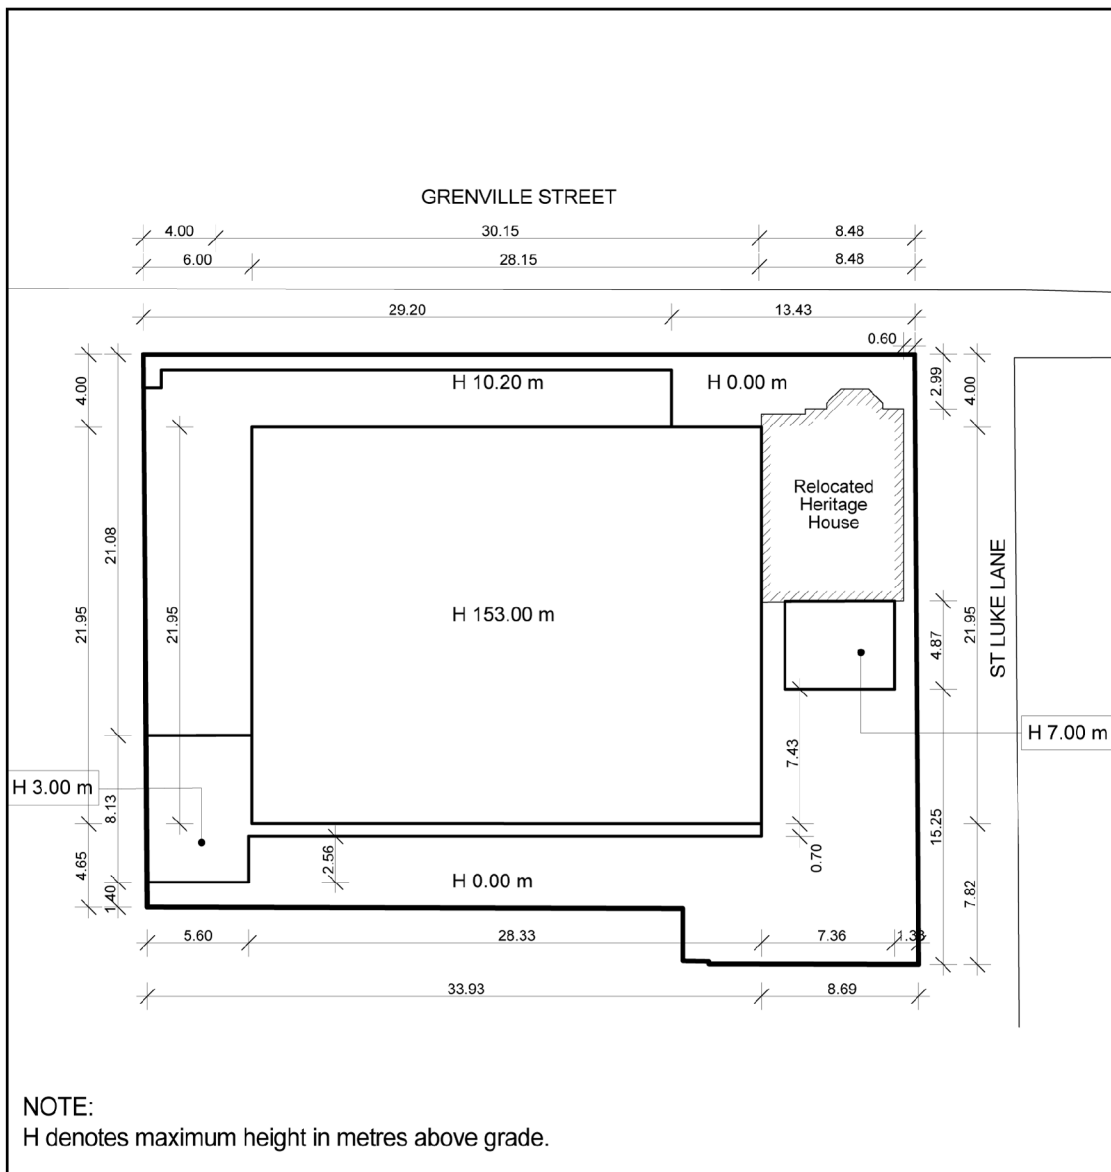 GRENVILLE STREET
4.00 30.15 8.48
6.00 28.15 8.48
29.20 13.43
0.60
4.00
2.99
4.00
H 10.20 m H 0.00 m
Relocated
Heritage
House
21.08
21.95
21.95
H 153.00 m
4.87
21.95
ST LUKE LANE
H 7.00 m
7.43
H 3.00 m
8.13
4.65
1.40
2.56
0.70
15.25
7.82
H 0.00 m
5.60 28.33 7.36 1.33
33.93 8.69
NOTE:
H denotes maximum height in metres above grade.